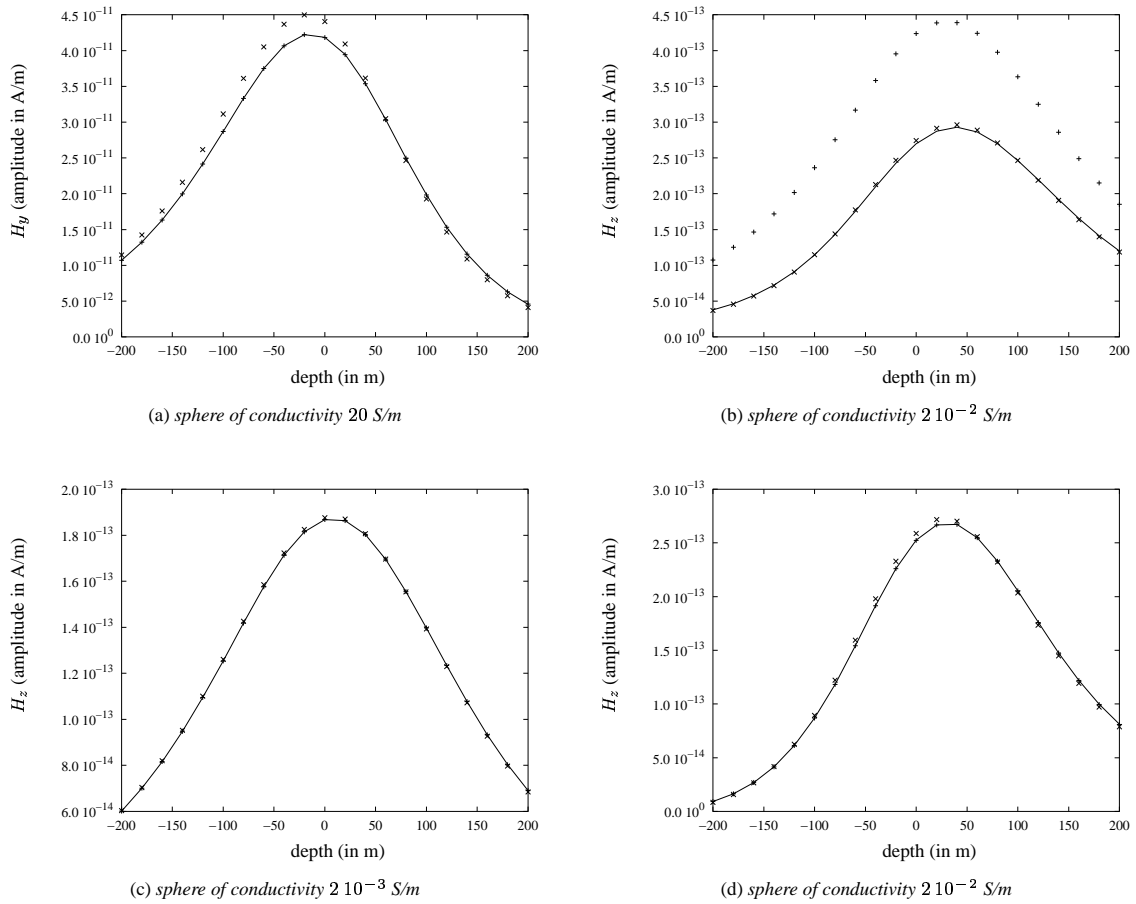 4.5 10−11
4.0 10−11
3.5 10−11
3.0 10−11
2.5 10−11
2.0 10−11
1.5 10−11
1.0 10−11
5.0 10−12
0.0 10⁰
−200 −150 −100 −50 0 50 100 150 200
Hy (amplitude in A/m)
depth (in m)
(a) sphere of conductivity 20 S/m
4.5 10−13
4.0 10−13
3.5 10−13
3.0 10−13
2.5 10−13
2.0 10−13
1.5 10−13
1.0 10−13
5.0 10−14
0.0 10⁰
−200 −150 −100 −50 0 50 100 150 200
Hz (amplitude in A/m)
depth (in m)
(b) sphere of conductivity 2 10−2 S/m
2.0 10−13
1.8 10−13
1.6 10−13
1.4 10−13
1.2 10−13
1.0 10−13
8.0 10−14
6.0 10−14
−200 −150 −100 −50 0 50 100 150 200
Hz (amplitude in A/m)
depth (in m)
(c) sphere of conductivity 2 10−3 S/m
3.0 10−13
2.5 10−13
2.0 10−13
1.5 10−13
1.0 10−13
5.0 10−14
0.0 10⁰
−200 −150 −100 −50 0 50 100 150 200
Hz (amplitude in A/m)
depth (in m)
(d) sphere of conductivity 2 10−2 S/m